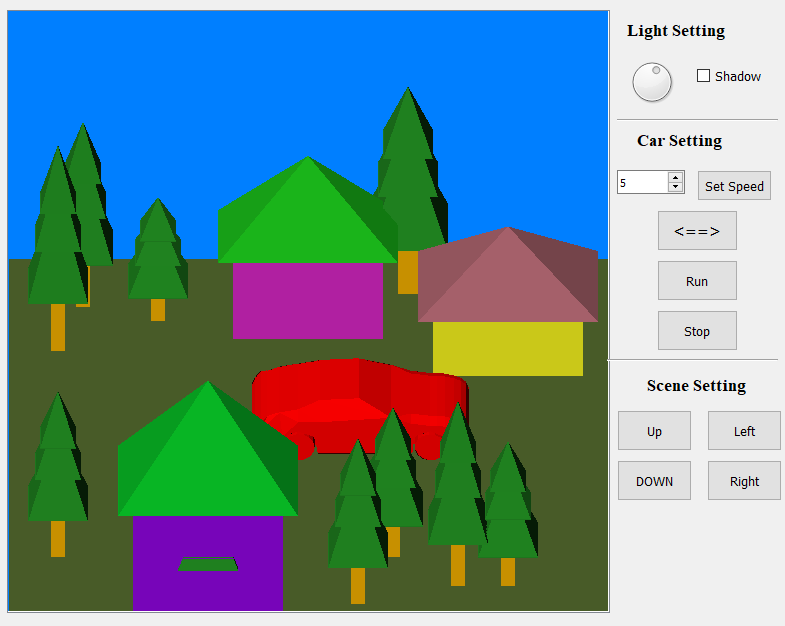 Light Setting
Shadow
Car Setting
5
Set Speed
<==>
Run
Stop
Scene Setting
Up
Left
DOWN
Right